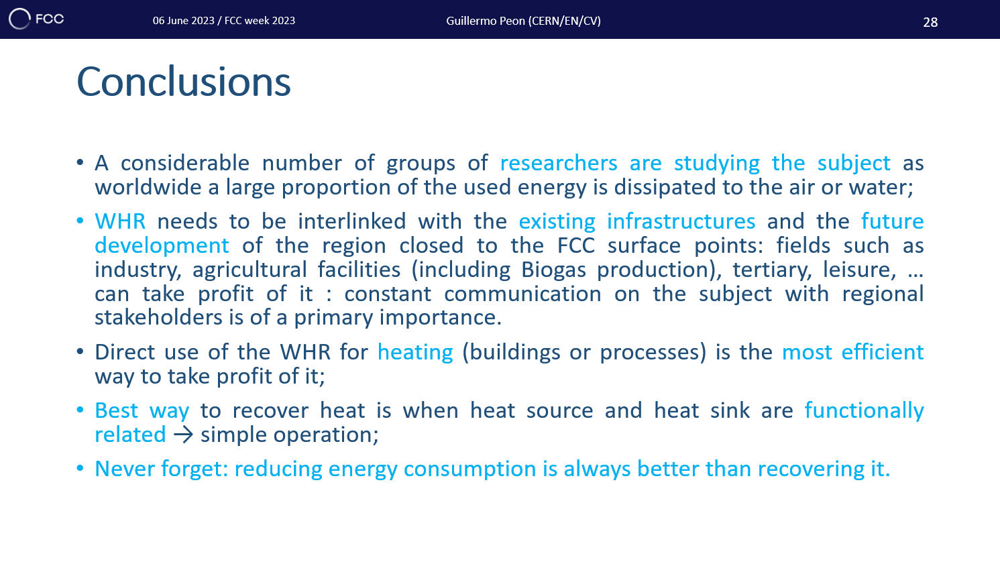 FCC
06 June 2023 / FCC week 2023
Guillermo Peon (CERN/EN/CV)
28
Conclusions
• A considerable number of groups of researchers are studying the subject as
worldwide a large proportion of the used energy is dissipated to the air or water;
• WHR needs to be interlinked with the existing infrastructures and the future
development of the region closed to the FCC surface points: fields such as
industry, agricultural facilities (including Biogas production), tertiary, leisure, ...
can take profit of it : constant communication on the subject with regional
stakeholders is of a primary importance.
• Direct use of the WHR for heating (buildings or processes) is the most efficient
way to take profit of it;
• Best way to recover heat is when heat source and heat sink are functionally
related → simple operation;
• Never forget: reducing energy consumption is always better than recovering it.